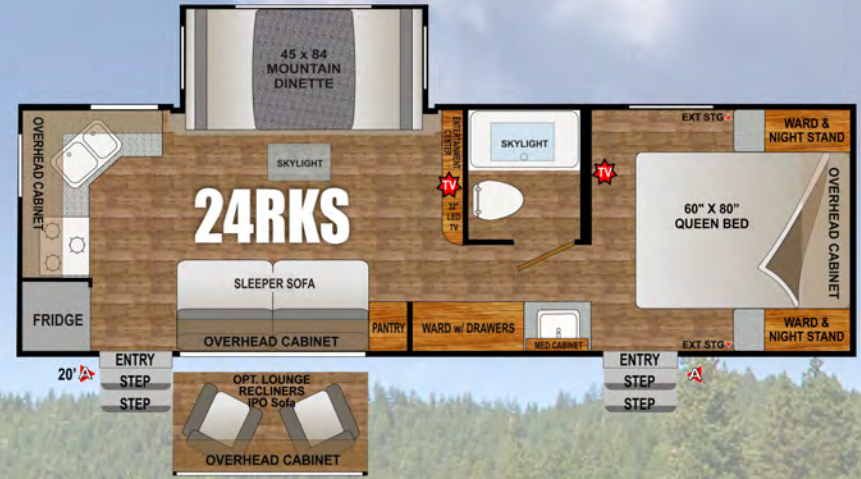 45 x 84
MOUNTAIN
DINETTE
OVERHEAD CABINET
SKYLIGHT
24RKS
ENTERTAINMENT
CENTER
TV
32"
LED
TV
SKYLIGHT
TV
EXT STG
WARD &
NIGHT STAND
60" X 80"
QUEEN BED
OVERHEAD CABINET
SLEEPER SOFA
OVERHEAD CABINET
FRIDGE
PANTRY
WARD w/ DRAWERS
MED CABINET
EXT STG
WARD &
NIGHT STAND
20' A
ENTRY
STEP
STEP
OPT. LOUNGE
RECLINERS
IPO Sofa
OVERHEAD CABINET
ENTRY
STEP
STEP
A